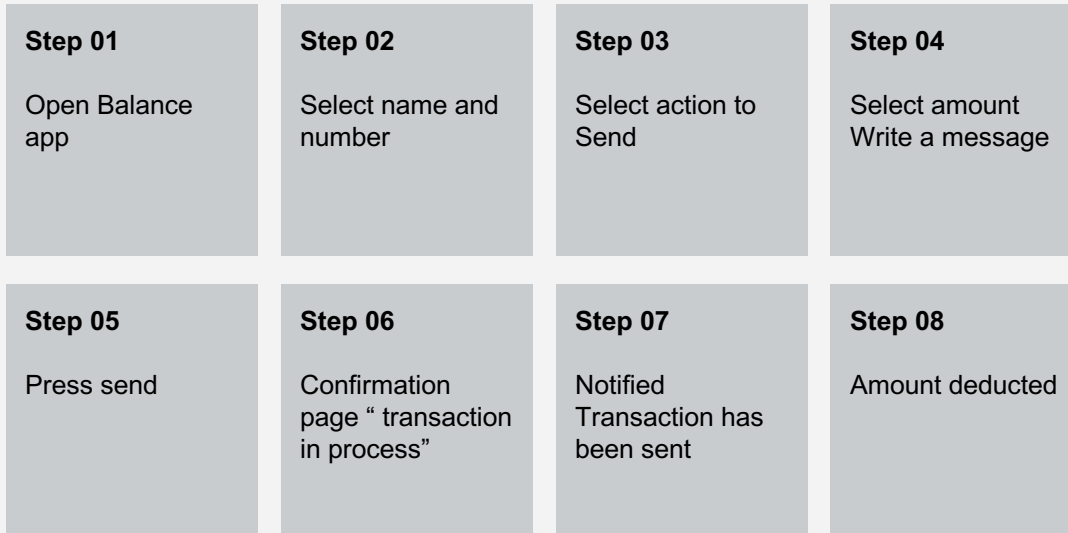 Step 01
Open Balance
app
Step 02
Select name and
number
Step 03
Select action to
Send
Step 04
Select amount
Write a message
Step 05
Press send
Step 06
Confirmation
page “ transaction
in process”
Step 07
Notified
Transaction has
been sent
Step 08
Amount deducted